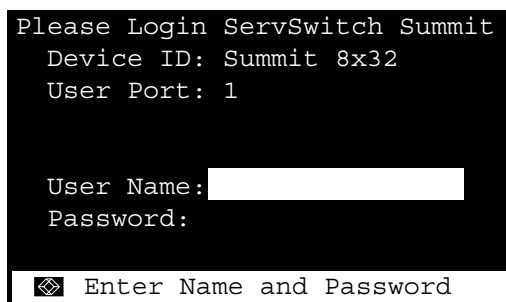 Please Login ServSwitch Summit
Device ID: Summit 8x32
User Port: 1
User Name:
Password:
Enter Name and Password